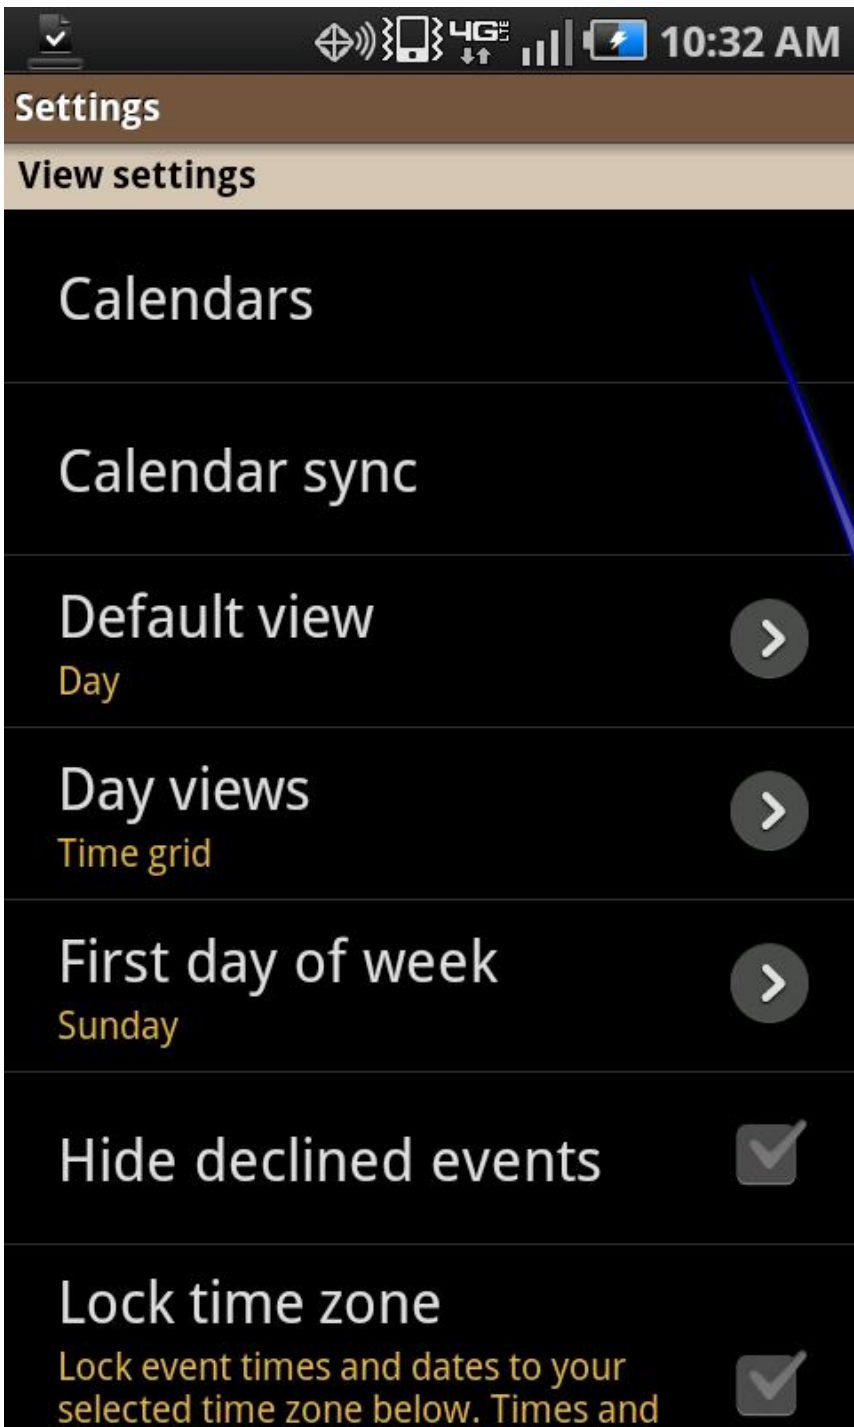 4G LTE 10:32 AM
Settings
View settings
Calendars
Calendar sync
Default view
Day
Day views
Time grid
First day of week
Sunday
Hide declined events
Lock time zone
Lock event times and dates to your
selected time zone below. Times and